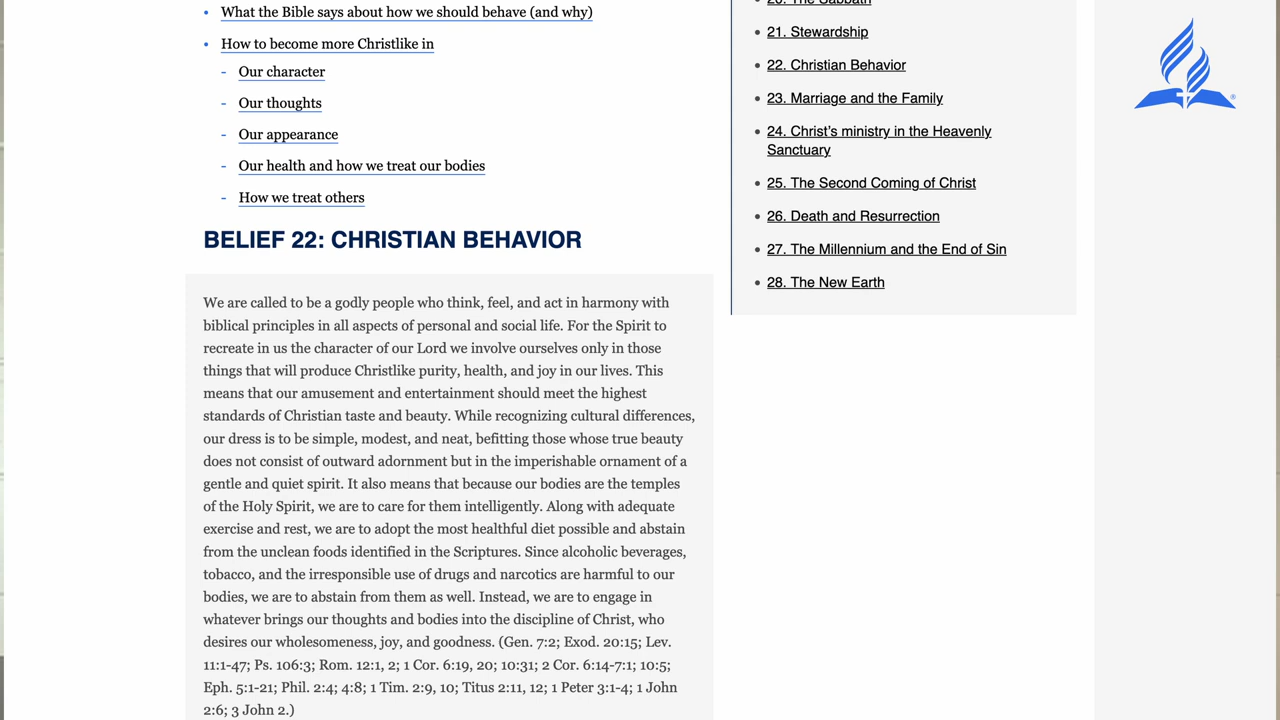 What the Bible says about how we should behave (and why)
How to become more Christlike in
- Our character
- Our thoughts
- Our appearance
- Our health and how we treat our bodies
- How we treat others
BELIEF 22: CHRISTIAN BEHAVIOR
We are called to be a godly people who think, feel, and act in harmony with
biblical principles in all aspects of personal and social life. For the Spirit to
recreate in us the character of our Lord we involve ourselves only in those
things that will produce Christlike purity, health, and joy in our lives. This
means that our amusement and entertainment should meet the highest
standards of Christian taste and beauty. While recognizing cultural differences,
our dress is to be simple, modest, and neat, befitting those whose true beauty
does not consist of outward adornment but in the imperishable ornament of a
gentle and quiet spirit. It also means that because our bodies are the temples
of the Holy Spirit, we are to care for them intelligently. Along with adequate
exercise and rest, we are to adopt the most healthful diet possible and abstain
from the unclean foods identified in the Scriptures. Since alcoholic beverages,
tobacco, and the irresponsible use of drugs and narcotics are harmful to our
bodies, we are to abstain from them as well. Instead, we are to engage in
whatever brings our thoughts and bodies into the discipline of Christ, who
desires our wholesomeness, joy, and goodness. (Gen. 7:2; Exod. 20:15; Lev.
11:1-47; Ps. 106:3; Rom. 12:1, 2; 1 Cor. 6:19, 20; 10:31; 2 Cor. 6:14-7:1; 10:5;
Eph. 5:1-21; Phil. 2:4; 4:8; 1 Tim. 2:9, 10; Titus 2:11, 12; 1 Peter 3:1-4; 1 John
2:6; 3 John 2.)
20. The Sabbath
21. Stewardship
22. Christian Behavior
23. Marriage and the Family
24. Christ's ministry in the Heavenly
Sanctuary
25. The Second Coming of Christ
26. Death and Resurrection
27. The Millennium and the End of Sin
28. The New Earth
®